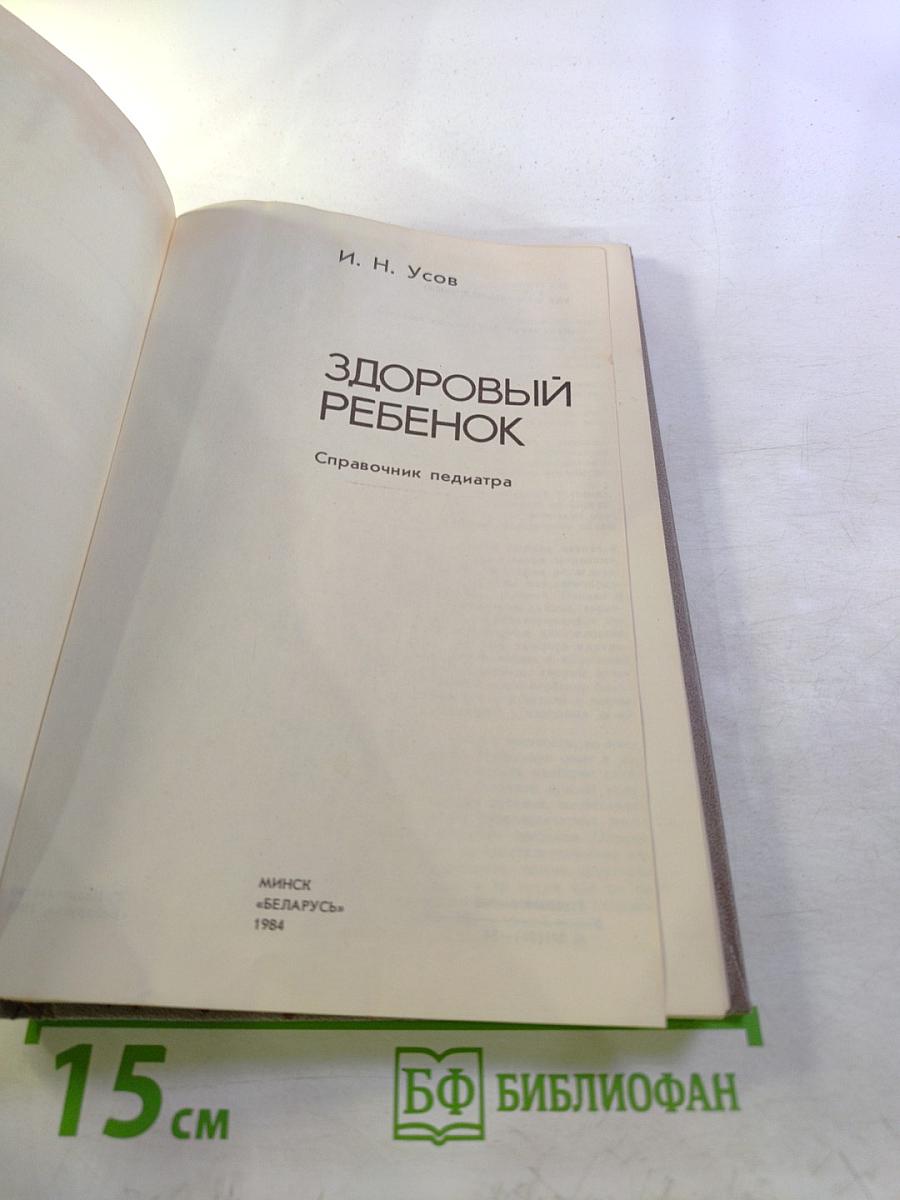 И. Н. Усов
ЗДОРОВЫЙ
РЕБЕНОК
Справочник педиатра
МИНСК
«БЕЛАРУСЬ»
1984
15 см
БФ БИБЛИОФАН